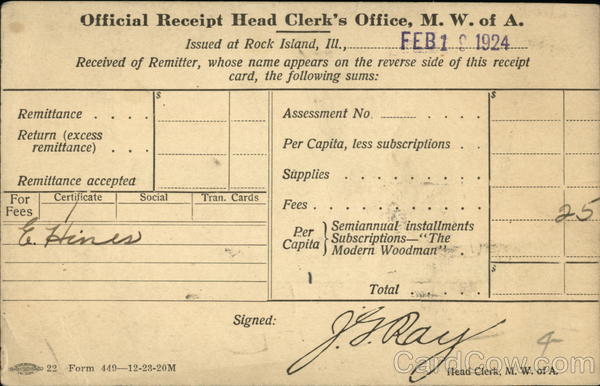 Official Receipt Head Clerk's Office, M. W. of A.
Issued at Rock Island, Ill., FEB 1 1924
Received of Remitter, whose name appears on the reverse side of this receipt
card, the following sums:
$
Remittance
Return (excess
remittance)
Remittance accepted
For Fees
Certificate Social Tran. Cards
E. Hines
$
Assessment No.
Per Capita, less subscriptions
Supplies
Fees 25
Per Capita } Semiannual installments
Subscriptions—"The
Modern Woodman"
$
Total
Signed: J. G. Ray
Head Clerk, M. W. of A.
22 Form 449—12-23-20M
CardCow.com